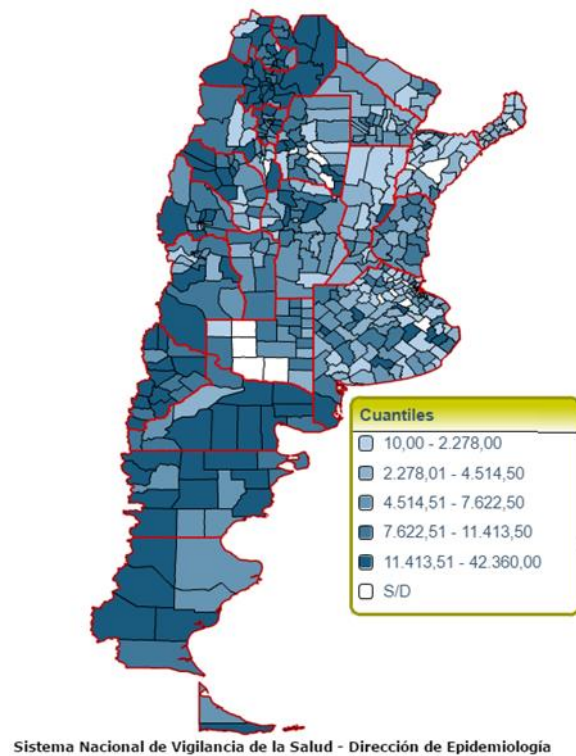 Cuantiles
10,00 - 2.278,00
2.278,01 - 4.514,50
4.514,51 - 7.622,50
7.622,51 - 11.413,50
11.413,51 - 42.360,00
S/D
Sistema Nacional de Vigilancia de la Salud - Dirección de Epidemiología